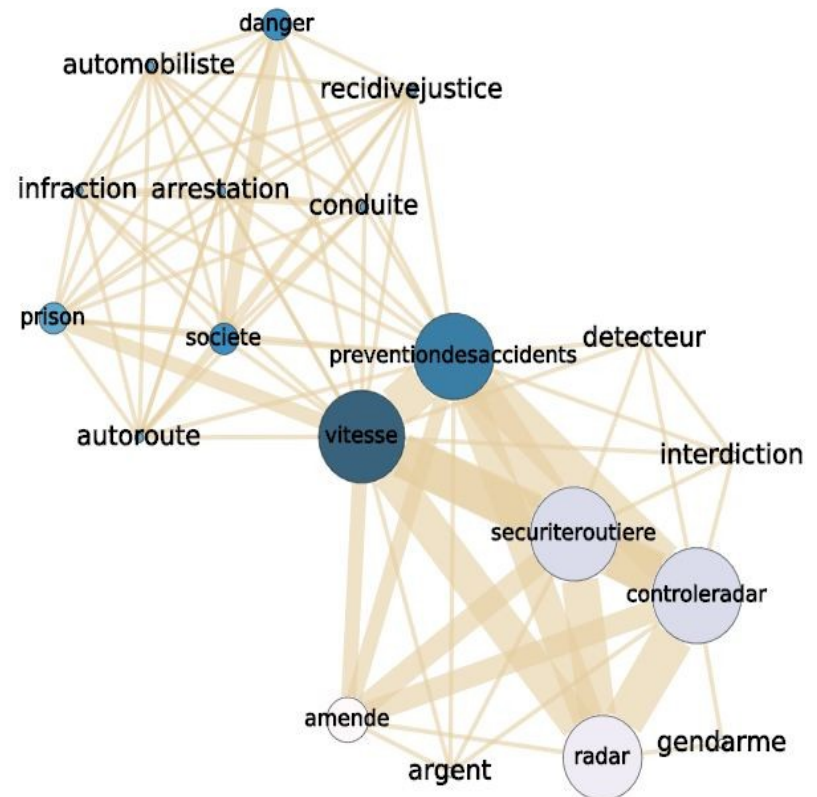 danger
automobiliste
recidivejustice
infraction
arrestation
conduite
prison
societe
preventiondesaccidents
detecteur
autoroute
vitesse
interdiction
securiteroutiere
controleradar
amende
argent
radar
gendarme